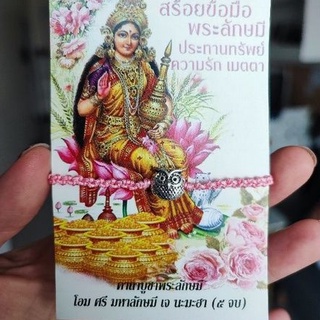 สร้อยข้อมือ
พระลักษมี
ประทานทรัพย์
ความรัก เมตตา
คาถาบูชาพระลักษมี
โอม ศรี มหาลักษมี เจ นะมะฮา (๕ จบ)